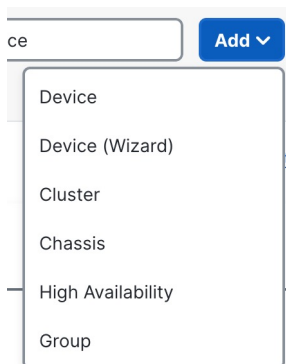 ce
Add
Device
Device (Wizard)
Cluster
Chassis
High Availability
Group